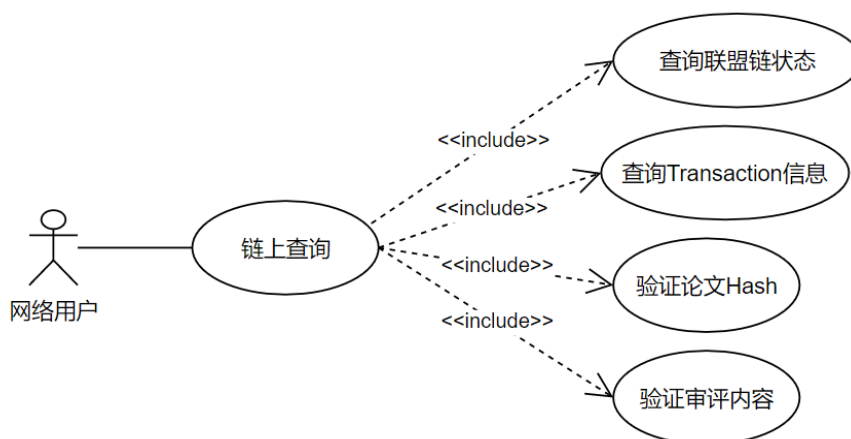 查询联盟链状态
<<include>>
查询Transaction信息
<<include>>
链上查询
<<include>>
验证论文Hash
网络用户
<<include>>
验证审评内容